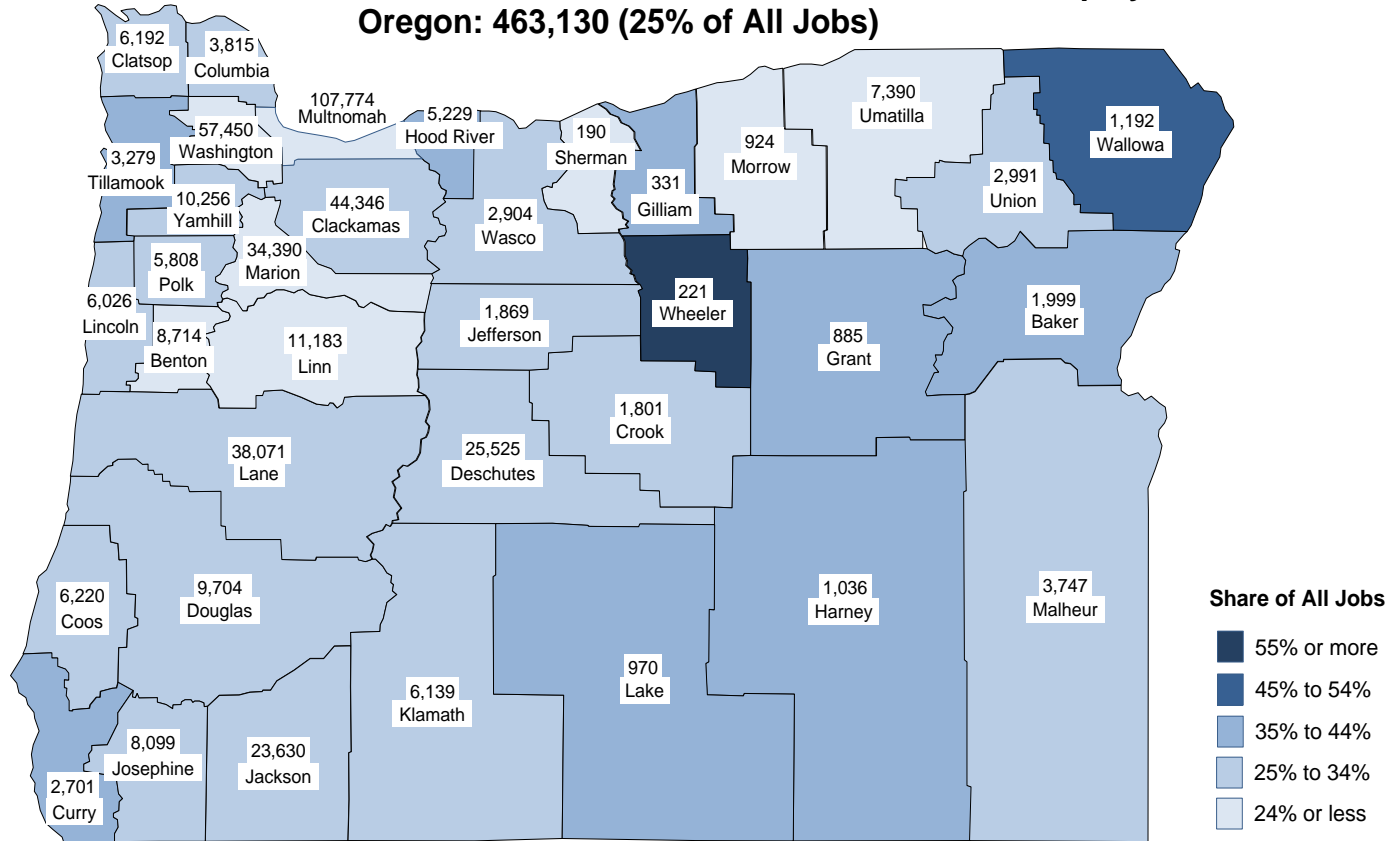 Oregon: 463,130 (25% of All Jobs)
6,192
Clatsop
3,815
Columbia
107,774
Multnomah
5,229
Hood River
57,450
Washington
3,279
Tillamook
10,256
Yamhill
44,346
Clackamas
190
Sherman
331
Gilliam
924
Morrow
7,390
Umatilla
1,192
Wallowa
2,991
Union
2,904
Wasco
34,390
Marion
5,808
Polk
6,026
Lincoln
8,714
Benton
11,183
Linn
1,869
Jefferson
221
Wheeler
885
Grant
1,999
Baker
1,801
Crook
38,071
Lane
25,525
Deschutes
6,220
Coos
9,704
Douglas
1,036
Harney
3,747
Malheur
970
Lake
6,139
Klamath
2,701
Curry
8,099
Josephine
23,630
Jackson
Share of All Jobs
55% or more
45% to 54%
35% to 44%
25% to 34%
24% or less